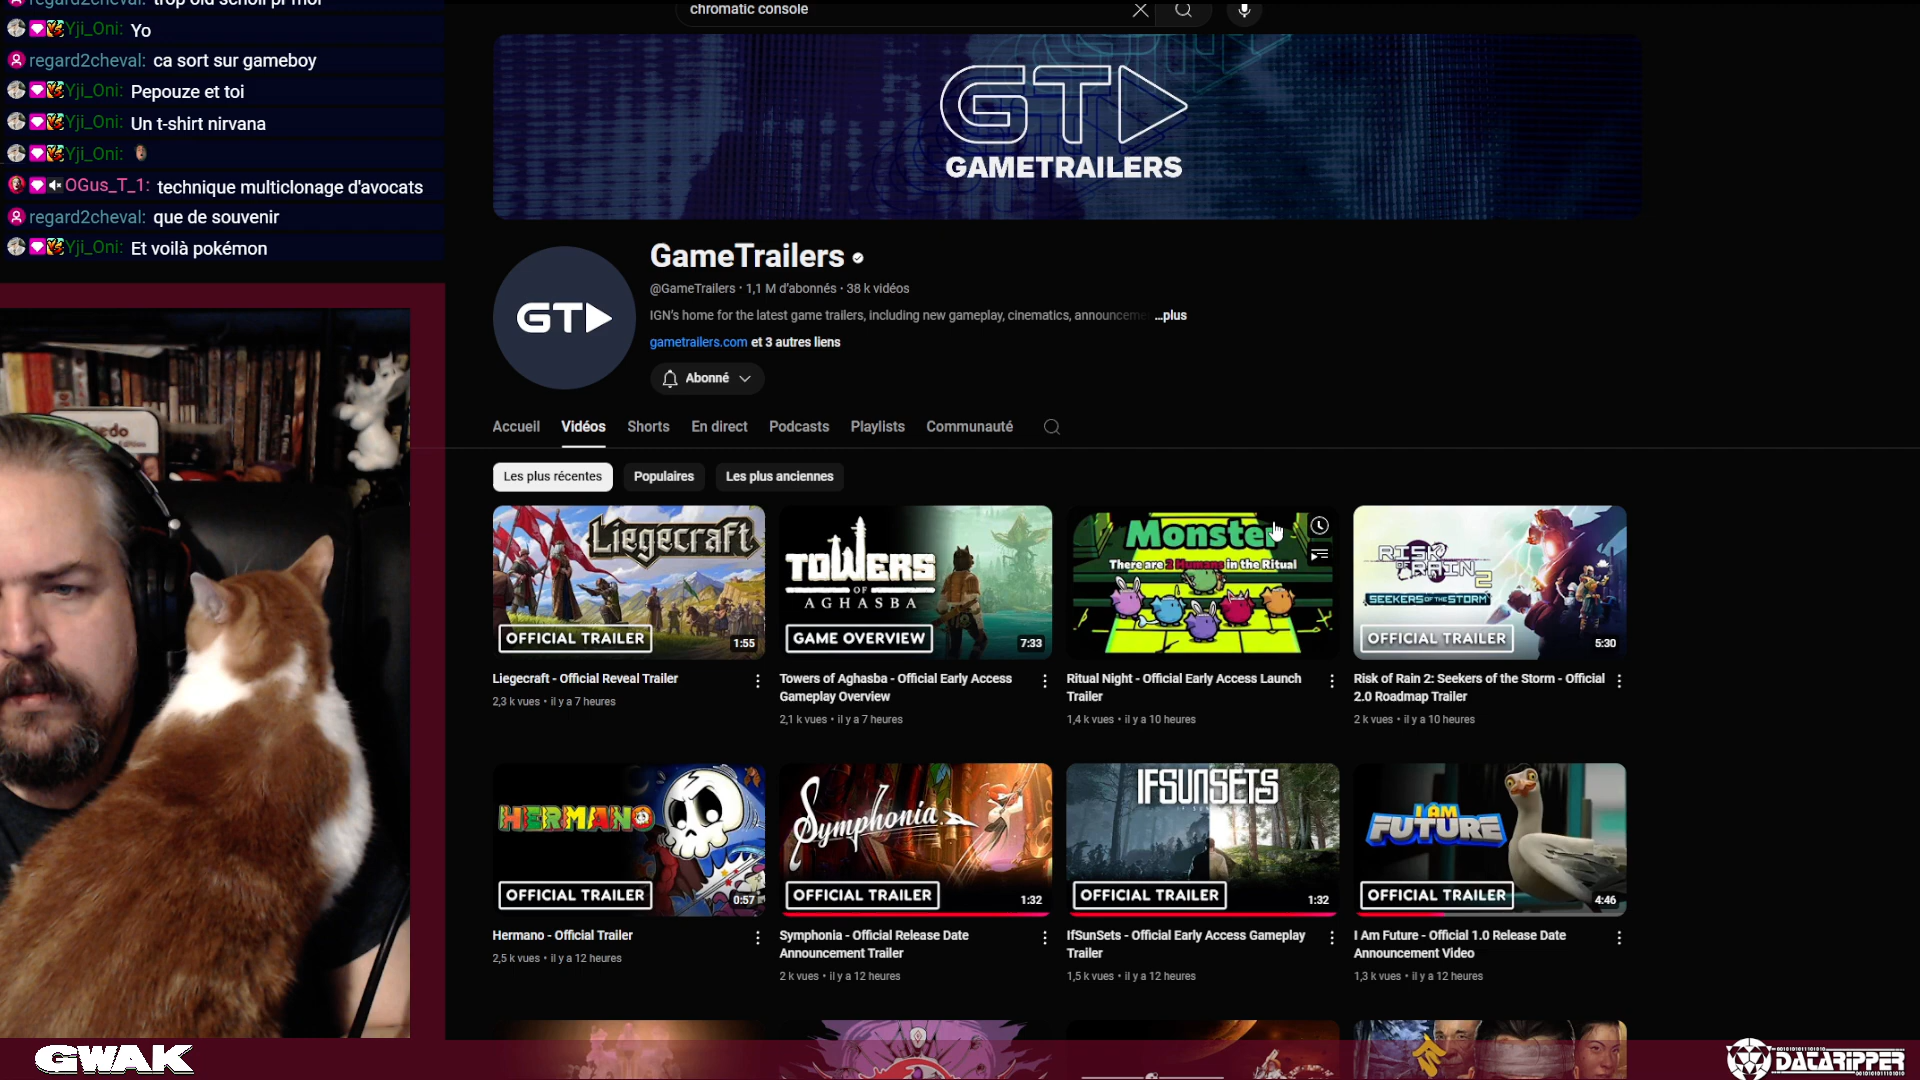 chromatic console
Yji_Oni: Yo
regard2cheval: ca sort sur gameboy
Yji_Oni: Pepouze et toi
Yji_Oni: Un t-shirt nirvana
Yji_Oni:
OGus_T_1: technique multiclonage d'avocats
regard2cheval: que de souvenir
Yji_Oni: Et voilà pokémon
GT
GAMETRAILERS
GT
GameTrailers
@GameTrailers • 1,1 M d'abonnés • 38 k vidéos
IGN's home for the latest game trailers, including new gameplay, cinematics, announceme ...plus
gametrailers.com et 3 autres liens
Abonné
Accueil Vidéos Shorts En direct Podcasts Playlists Communauté
Les plus récentes Populaires Les plus anciennes
Liegecraft
OFFICIAL TRAILER
1:55
Liegecraft - Official Reveal Trailer
2,3 k vues • il y a 7 heures
TOWERS
OF
AGHASBA
GAME OVERVIEW
7:33
Towers of Aghasba - Official Early Access
Gameplay Overview
2,1 k vues • il y a 7 heures
Monster
There are 2 Humans in the Ritual
Ritual Night - Official Early Access Launch
Trailer
1,4 k vues • il y a 10 heures
RISK
OF RAIN 2
SEEKERS OF THE STORM
OFFICIAL TRAILER
5:30
Risk of Rain 2: Seekers of the Storm - Official
2.0 Roadmap Trailer
2 k vues • il y a 10 heures
HERMANO
OFFICIAL TRAILER
0:57
Hermano - Official Trailer
2,5 k vues • il y a 12 heures
Symphonia
OFFICIAL TRAILER
1:32
Symphonia - Official Release Date
Announcement Trailer
2 k vues • il y a 12 heures
IFSUNSETS
OFFICIAL TRAILER
1:32
IfSunSets - Official Early Access Gameplay
Trailer
1,5 k vues • il y a 12 heures
I AM
FUTURE
OFFICIAL TRAILER
4:46
I Am Future - Official 1.0 Release Date
Announcement Video
1,3 k vues • il y a 12 heures
GWAK
DATARIPPER